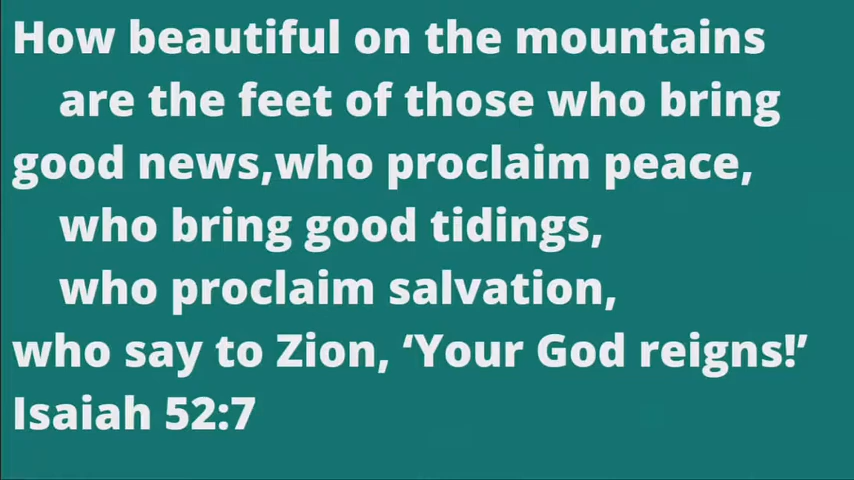 How beautiful on the mountains
are the feet of those who bring
good news,who proclaim peace,
who bring good tidings,
who proclaim salvation,
who say to Zion, ‘Your God reigns!’
Isaiah 52:7